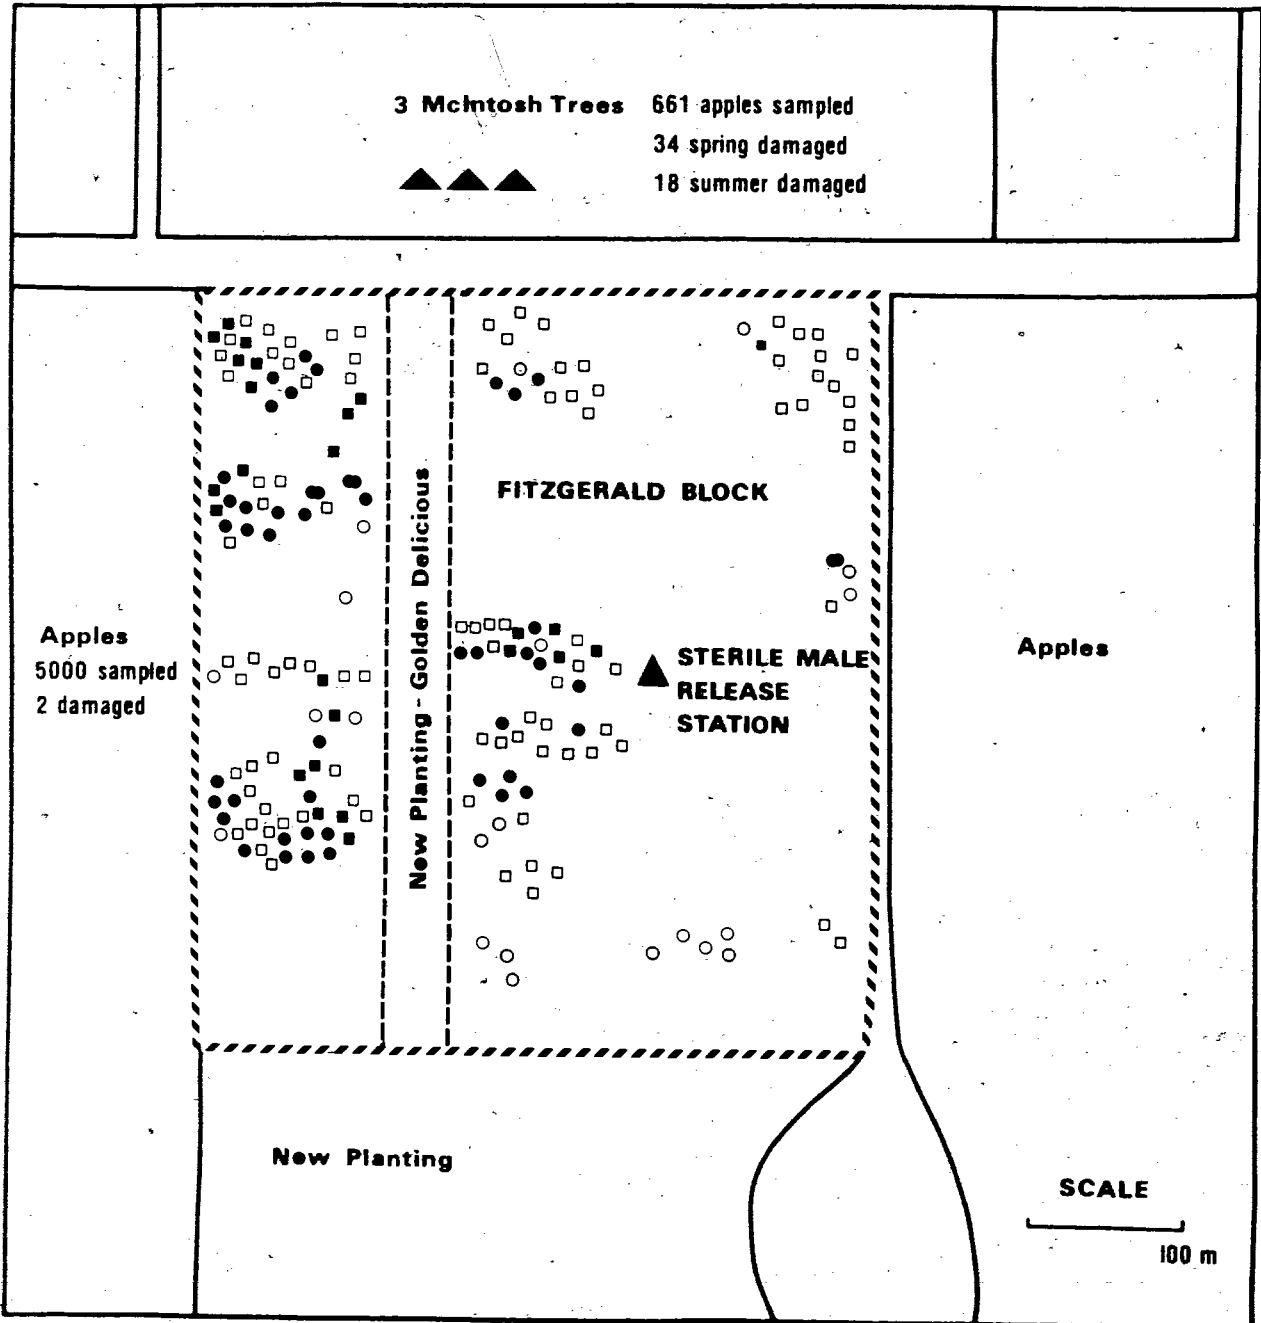 3 McIntosh Trees 661 apples sampled
34 spring damaged
18 summer damaged
FITZGERALD BLOCK
New Planting - Golden Delicious
Apples
5000 sampled
2 damaged
STERILE MALE
RELEASE
STATION
Apples
New Planting
SCALE
100 m